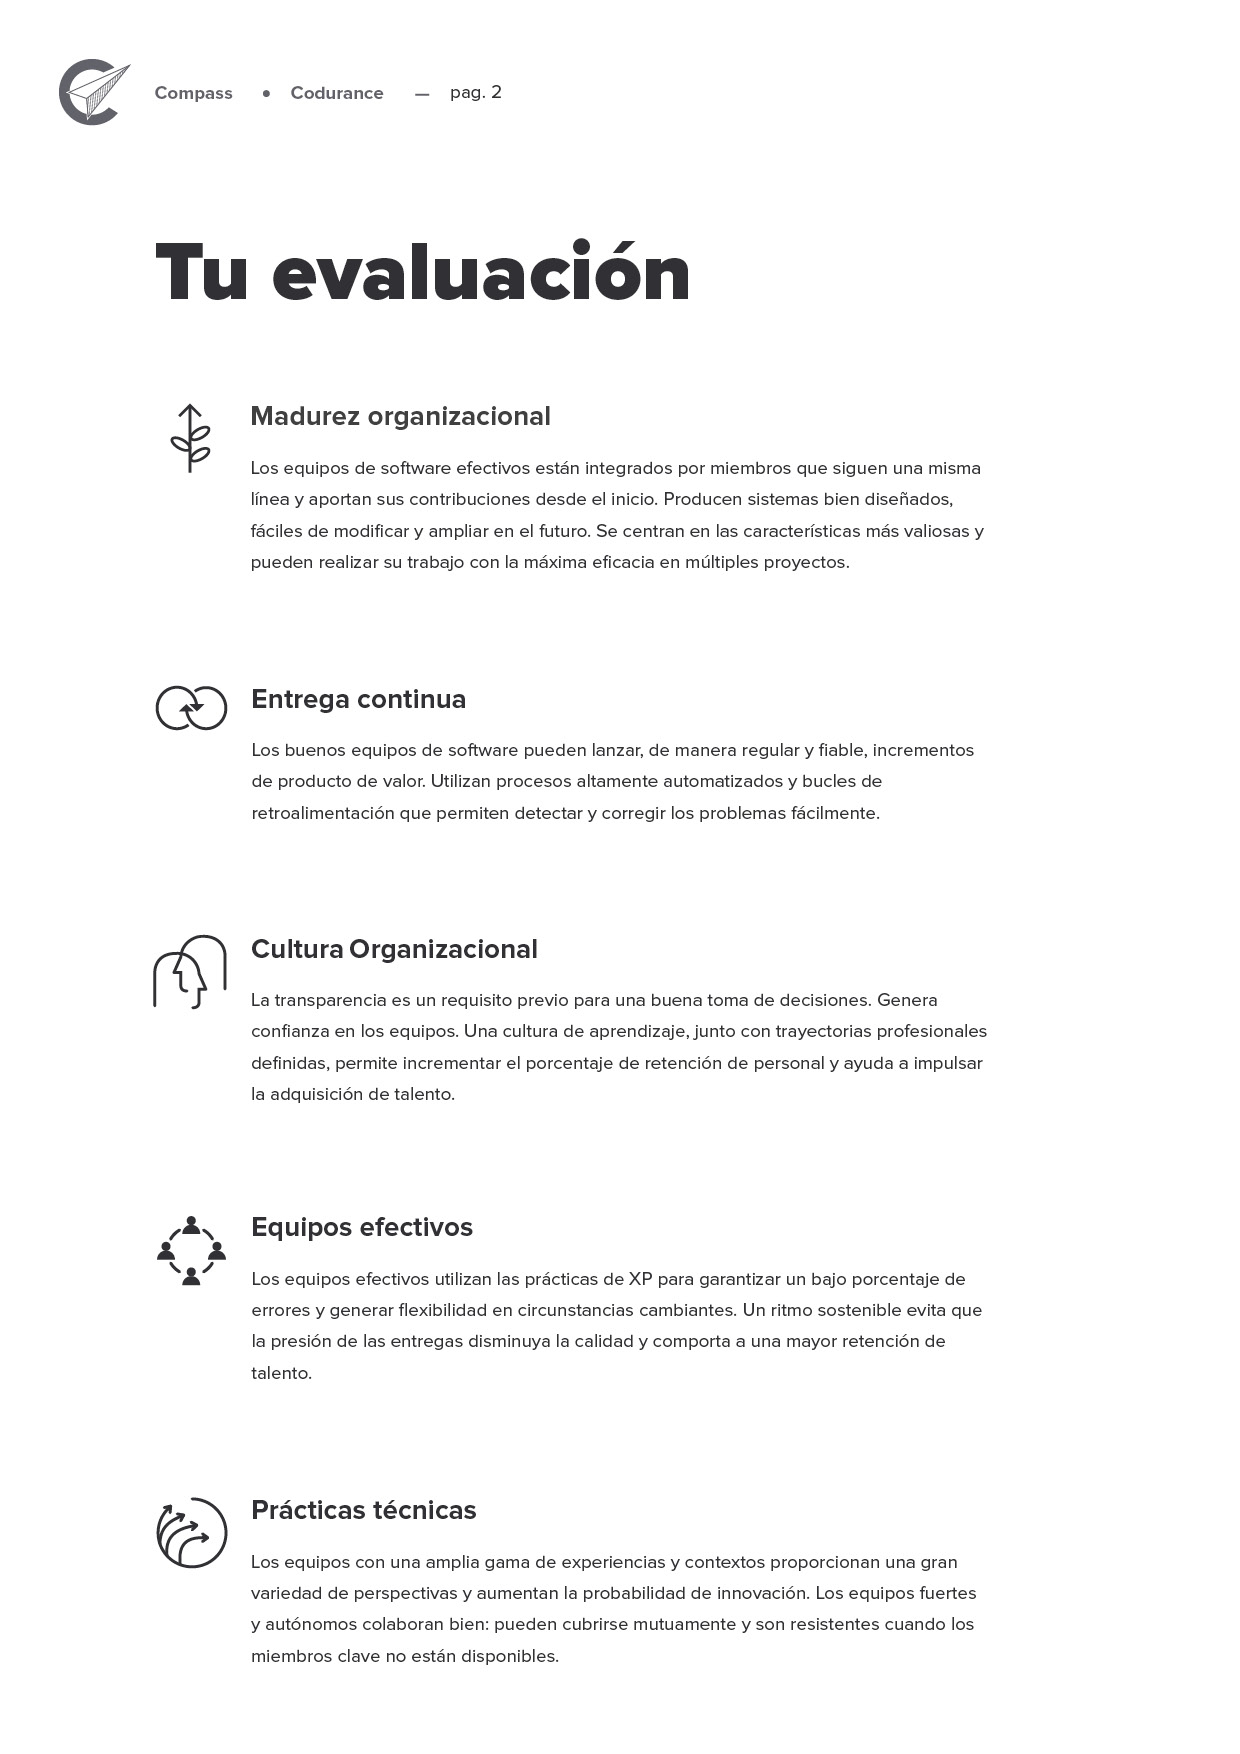 Compass • Codurance — pag. 2
Tu evaluación
Madurez organizacional
Los equipos de software efectivos están integrados por miembros que siguen una misma
línea y aportan sus contribuciones desde el inicio. Producen sistemas bien diseñados,
fáciles de modificar y ampliar en el futuro. Se centran en las características más valiosas y
pueden realizar su trabajo con la máxima eficacia en múltiples proyectos.
Entrega continua
Los buenos equipos de software pueden lanzar, de manera regular y fiable, incrementos
de producto de valor. Utilizan procesos altamente automatizados y bucles de
retroalimentación que permiten detectar y corregir los problemas fácilmente.
Cultura Organizacional
La transparencia es un requisito previo para una buena toma de decisiones. Genera
confianza en los equipos. Una cultura de aprendizaje, junto con trayectorias profesionales
definidas, permite incrementar el porcentaje de retención de personal y ayuda a impulsar
la adquisición de talento.
Equipos efectivos
Los equipos efectivos utilizan las prácticas de XP para garantizar un bajo porcentaje de
errores y generar flexibilidad en circunstancias cambiantes. Un ritmo sostenible evita que
la presión de las entregas disminuya la calidad y comporta a una mayor retención de
talento.
Prácticas técnicas
Los equipos con una amplia gama de experiencias y contextos proporcionan una gran
variedad de perspectivas y aumentan la probabilidad de innovación. Los equipos fuertes
y autónomos colaboran bien: pueden cubrirse mutuamente y son resistentes cuando los
miembros clave no están disponibles.